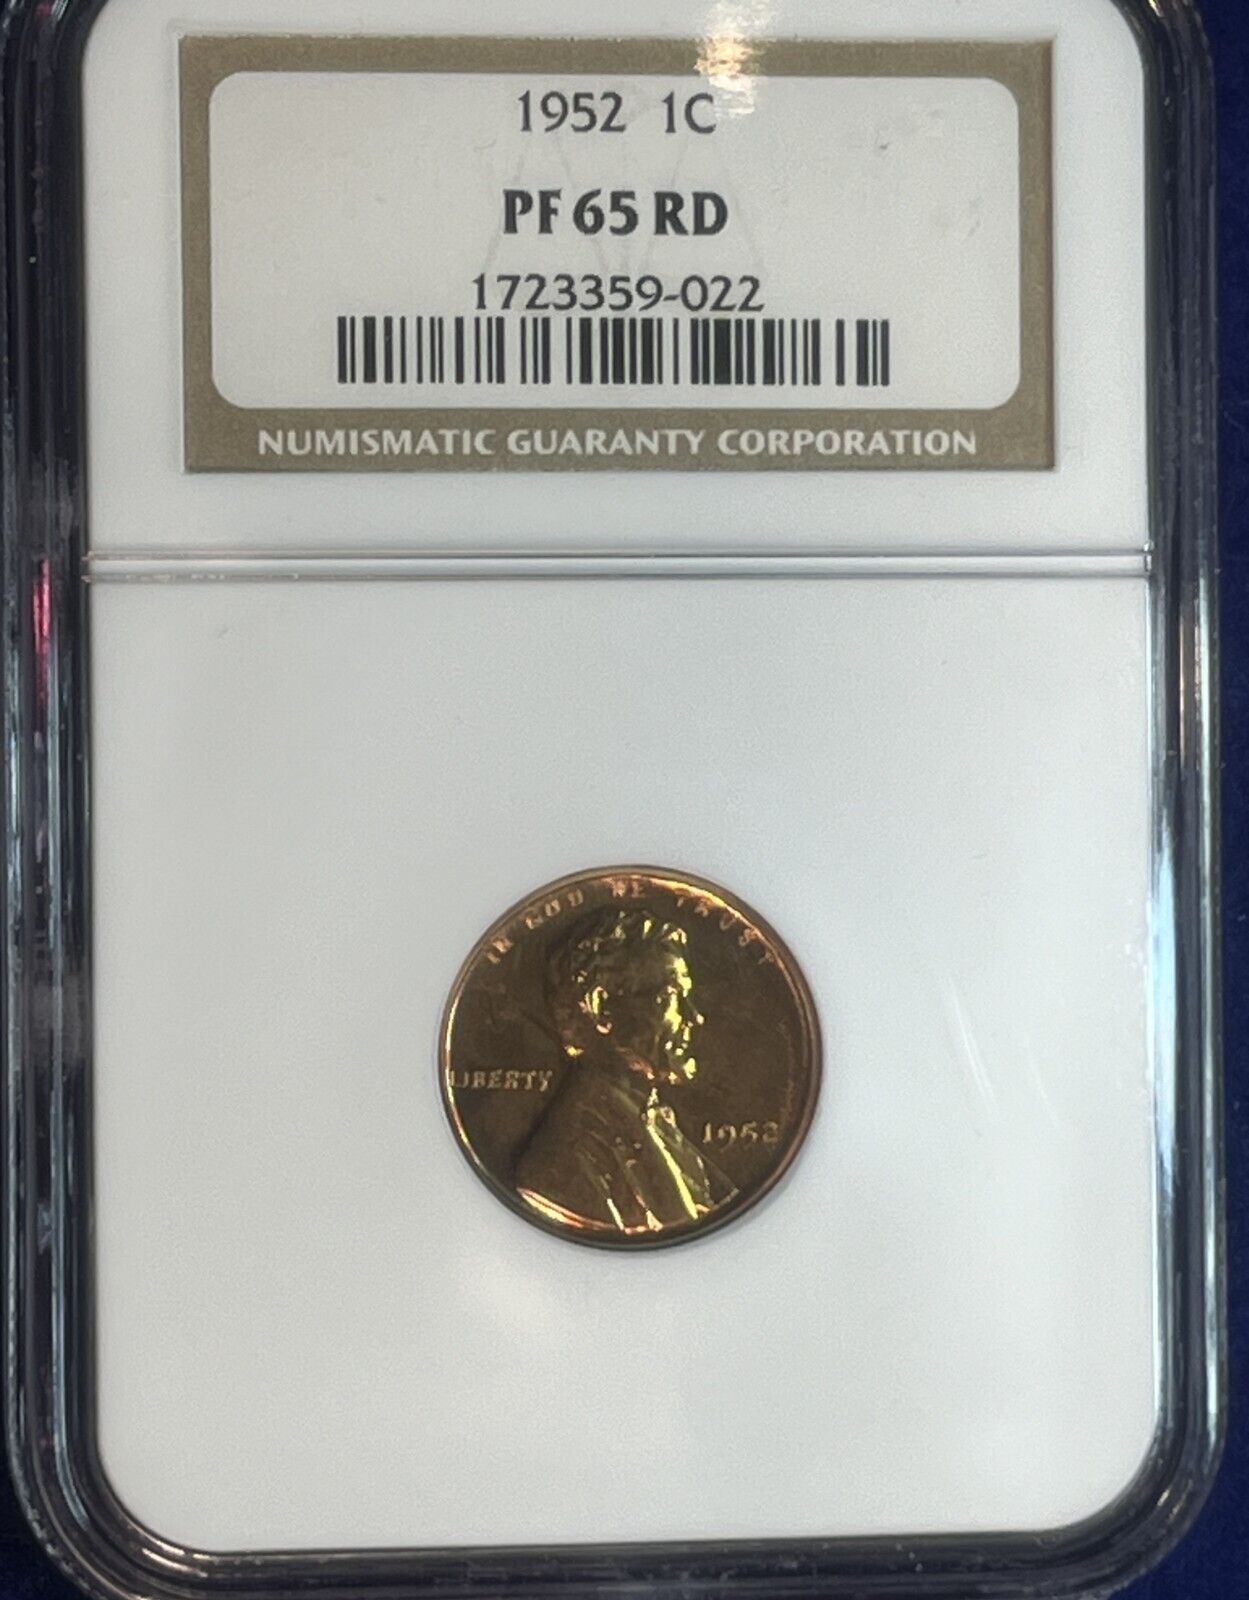 1952 1C
PF 65 RD
1723359-022
NUMISMATIC GUARANTY CORPORATION
IN GOD WE TRUST
LIBERTY
1952